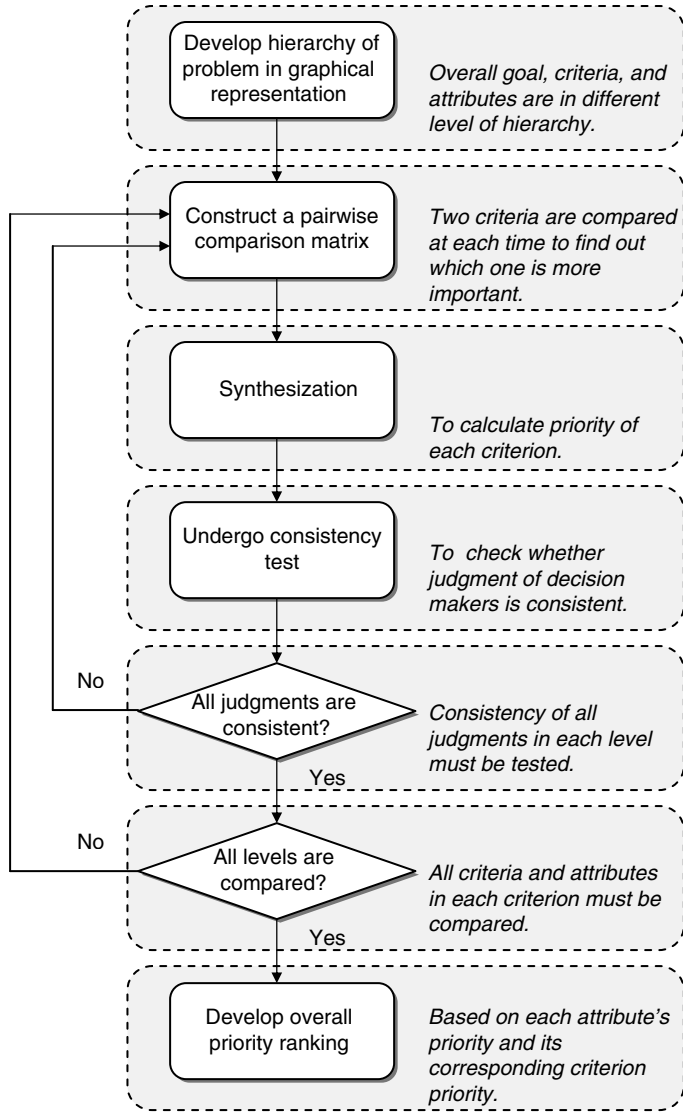 Develop hierarchy of
problem in graphical
representation
Overall goal, criteria, and
attributes are in different
level of hierarchy.
Construct a pairwise
comparison matrix
Two criteria are compared
at each time to find out
which one is more
important.
Synthesization
To calculate priority of
each criterion.
Undergo consistency
test
To check whether
judgment of decision
makers is consistent.
No
All judgments are
consistent?
Consistency of all
judgments in each level
must be tested.
Yes
No
All levels are
compared?
All criteria and attributes
in each criterion must be
compared.
Yes
Develop overall
priority ranking
Based on each attribute's
priority and its
corresponding criterion
priority.